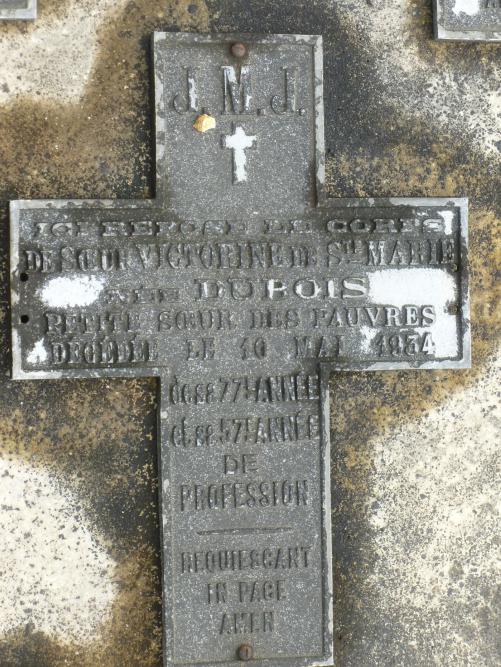 J. M. J.
ICI REPOSE LE CORPS
DE SŒUR VICTORINE DE STE MARIE
NÉE DUBOIS
PETITE SŒUR DES PAUVRES
DÉCÉDÉE LE 10 MAI 1934
de sa 77e ANNÉE
et sa 57e ANNÉE
DE
PROFESSION
REQUIESCANT
IN PACE
AMEN